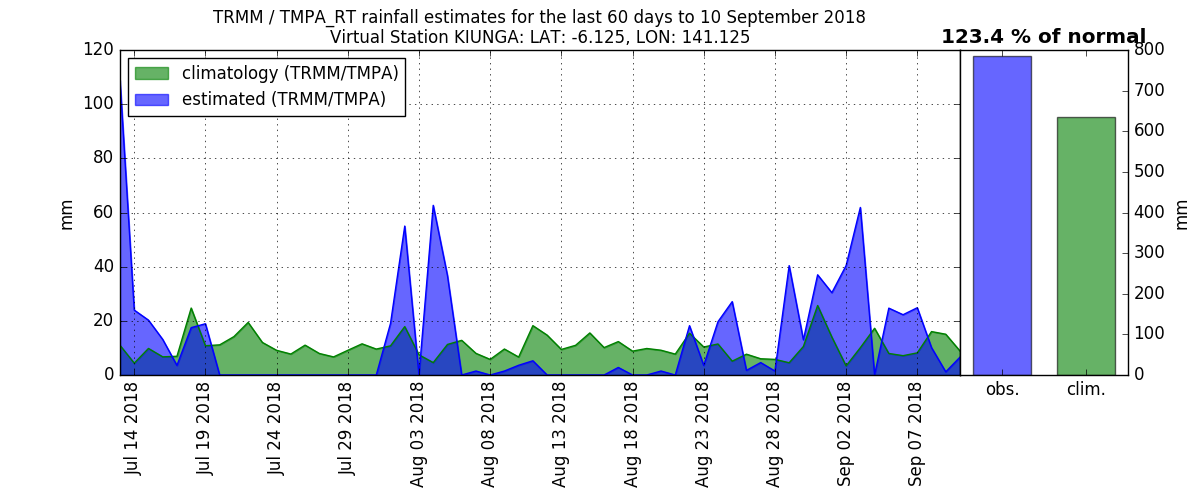 TRMM / TMPA_RT rainfall estimates for the last 60 days to 10 September 2018
Virtual Station KIUNGA: LAT: -6.125, LON: 141.125
123.4 % of normal
climatology (TRMM/TMPA)
estimated (TRMM/TMPA)
120
100
80
60
40
20
0
mm
Jul 14 2018
Jul 19 2018
Jul 24 2018
Jul 29 2018
Aug 03 2018
Aug 08 2018
Aug 13 2018
Aug 18 2018
Aug 23 2018
Aug 28 2018
Sep 02 2018
Sep 07 2018
800
700
600
500
400
300
200
100
0
mm
obs.
clim.